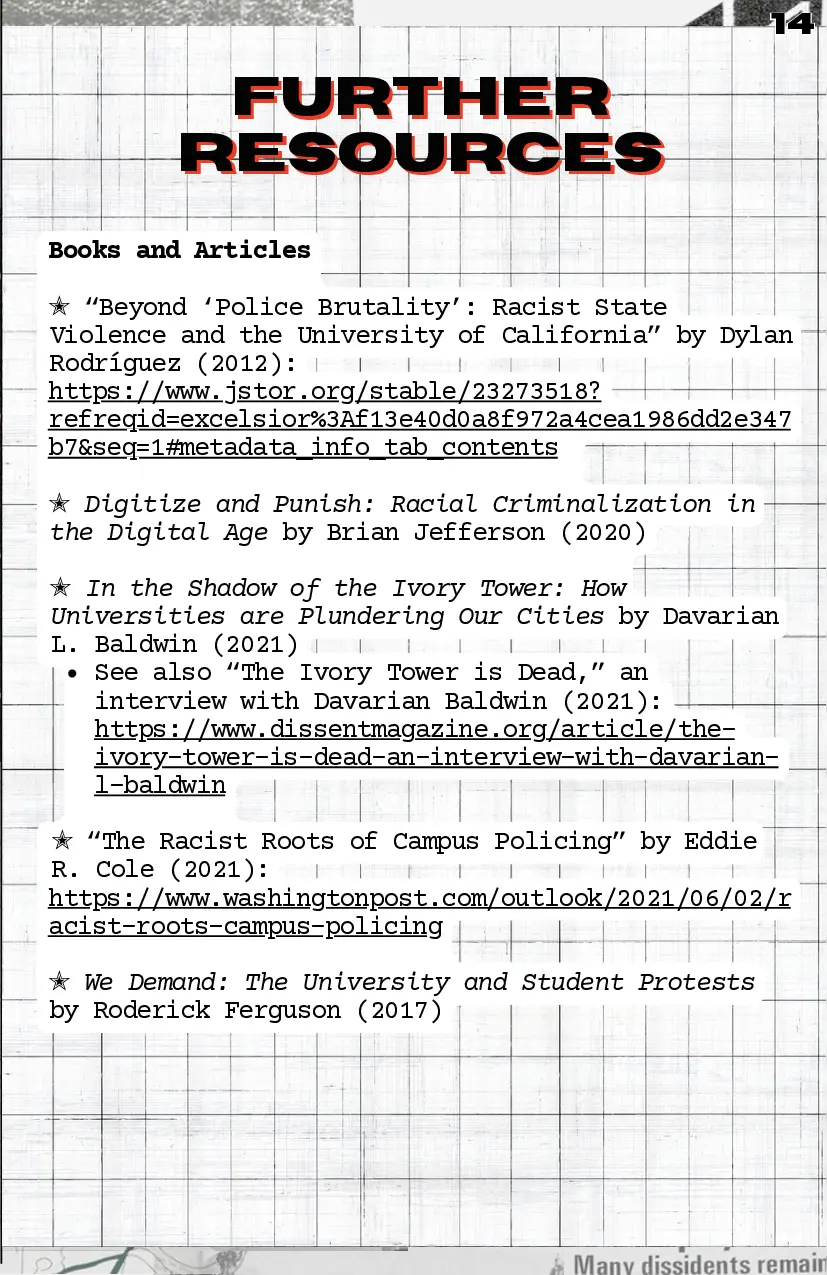 14
FURTHER
RESOURCES
Books and Articles
✭ “Beyond ‘Police Brutality’: Racist State
Violence and the University of California” by Dylan
Rodríguez (2012):
https://www.jstor.org/stable/23273518?
refreqid=excelsior%3Af13e40d0a8f972a4cea1986dd2e347
b7&seq=1#metadata_info_tab_contents
✭ Digitize and Punish: Racial Criminalization in
the Digital Age by Brian Jefferson (2020)
✭ In the Shadow of the Ivory Tower: How
Universities are Plundering Our Cities by Davarian
L. Baldwin (2021)
• See also “The Ivory Tower is Dead,” an
interview with Davarian Baldwin (2021):
https://www.dissentmagazine.org/article/the-
ivory-tower-is-dead-an-interview-with-davarian-
l-baldwin
✭ “The Racist Roots of Campus Policing” by Eddie
R. Cole (2021):
https://www.washingtonpost.com/outlook/2021/06/02/r
acist-roots-campus-policing
✭ We Demand: The University and Student Protests
by Roderick Ferguson (2017)
Many dissidents remain